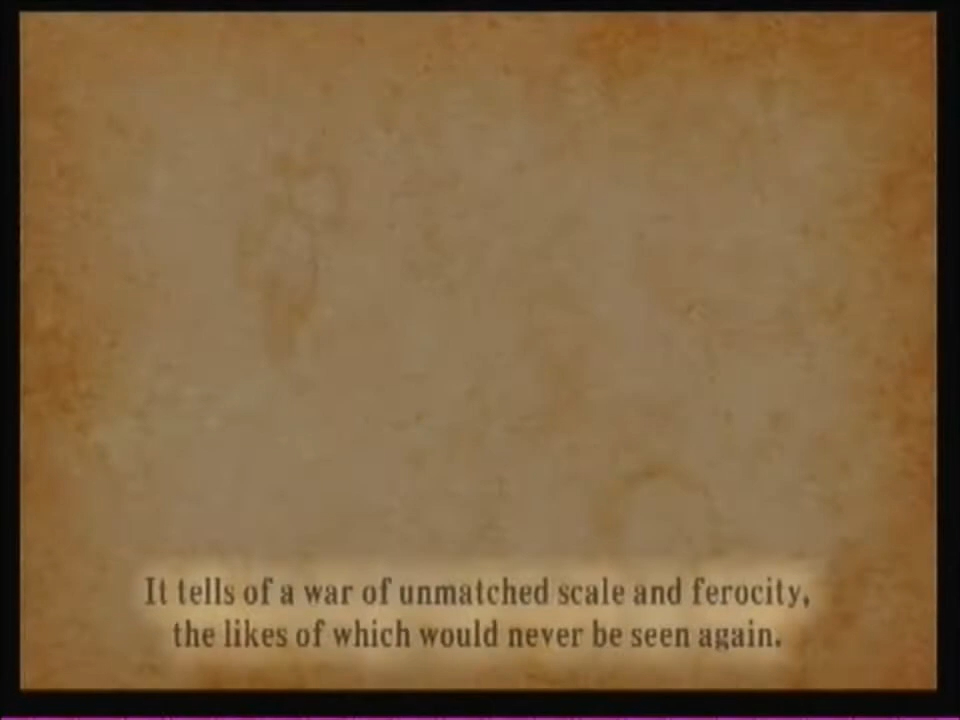 It tells of a war of unmatched scale and ferocity,
the likes of which would never be seen again.